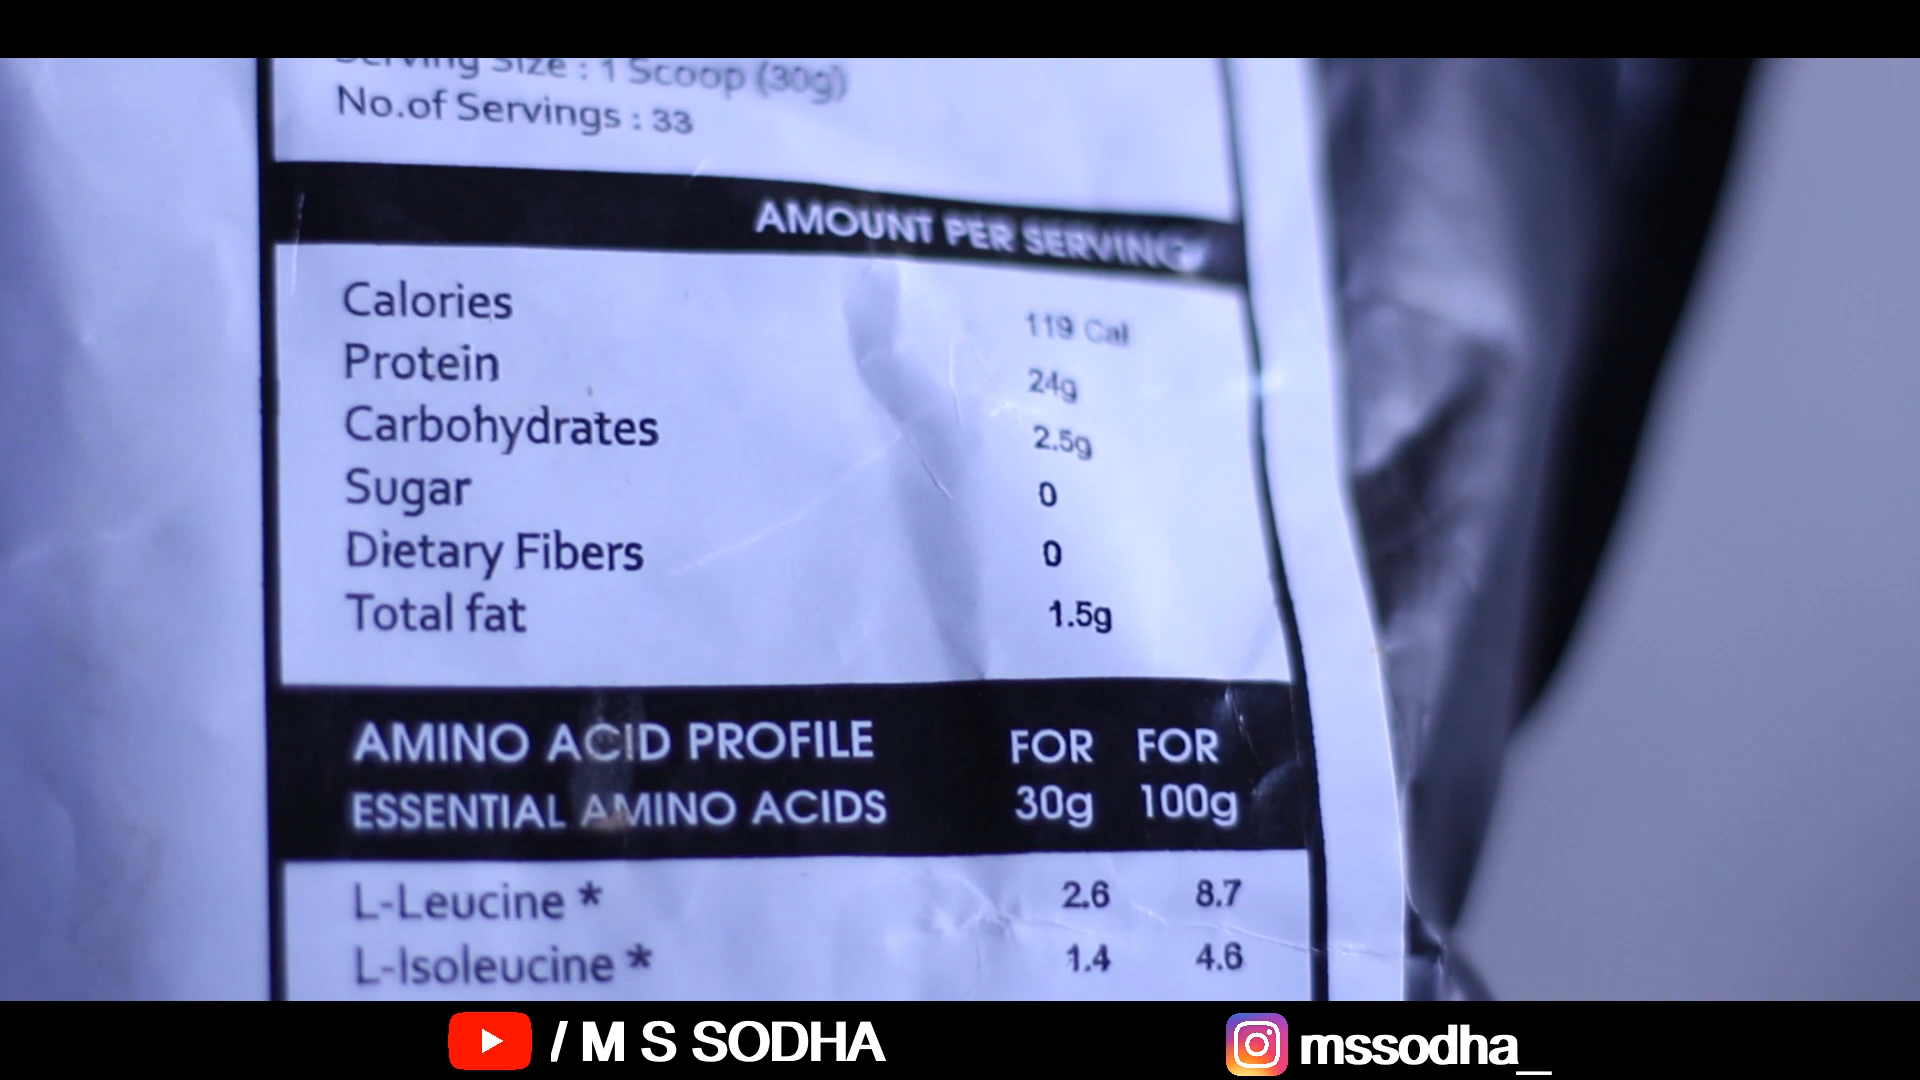 Serving Size : 1 Scoop (30g)
No.of Servings : 33
AMOUNT PER SERVING
Calories 119 Cal
Protein 24g
Carbohydrates 2.5g
Sugar 0
Dietary Fibers 0
Total fat 1.5g
AMINO ACID PROFILE FOR FOR
ESSENTIAL AMINO ACIDS 30g 100g
L-Leucine * 2.6 8.7
L-Isoleucine * 1.4 4.6
/ M S SODHA mssodha_